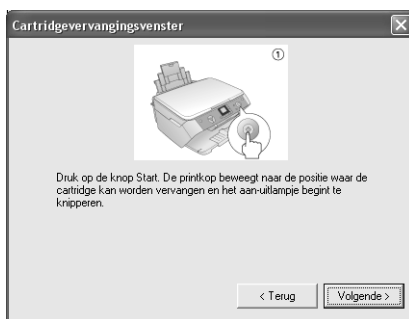 Cartridgevervangingsvenster
1
Druk op de knop Start. De printkop beweegt naar de positie waar de
cartridge kan worden vervangen en het aan-uitlampje begint te
knipperen.
< Terug
Volgende >